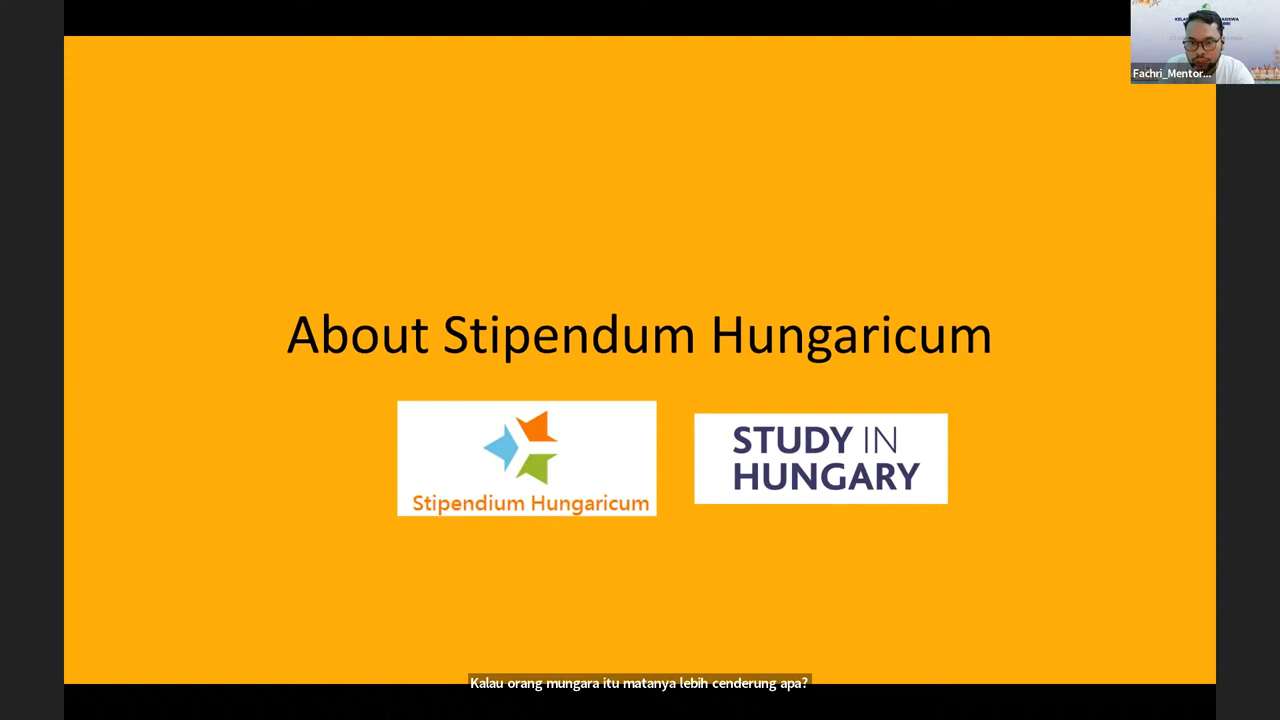 Fachri_Mentor...
About Stipendum Hungaricum
Stipendium Hungaricum
STUDY IN
HUNGARY
Kalau orang mungara itu matanya lebih cenderung apa?